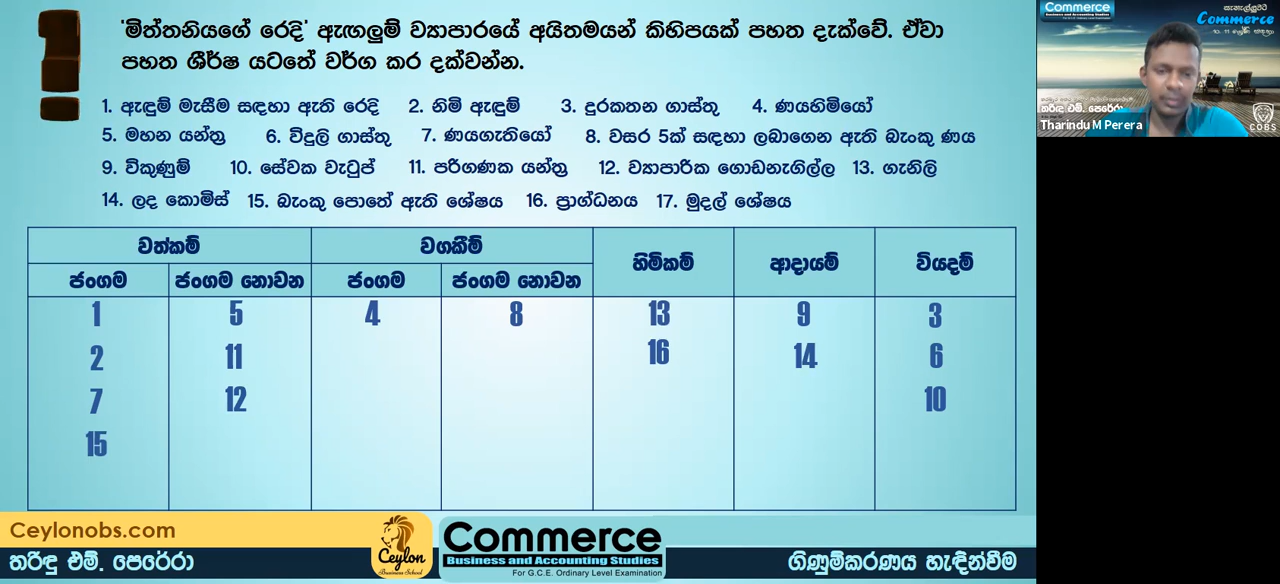 'මිත්තනියගේ රෙදි' ඇඟලුම් ව්‍යාපාරයේ අයිතමයන් කිහිපයක් පහත දැක්වේ. ඒවා
පහත ශීර්ෂ යටතේ වර්ග කර දක්වන්න.
1. ඇඳුම් මැසීම සඳහා ඇති රෙදි 2. නිමි ඇඳුම් 3. දුරකතන ගාස්තු 4. ණයහිමියෝ
5. මහන යන්ත්‍ර 6. විදුලි ගාස්තු 7. ණයගැතියෝ 8. වසර 5ක් සඳහා ලබාගෙන ඇති බැංකු ණය
9. විකුණුම් 10. සේවක වැටුප් 11. පරිගණක යන්ත්‍ර 12. ව්‍යාපාරික ගොඩනැගිල්ල 13. ගැනිලි
14. ලද කොමිස් 15. බැංකු පොතේ ඇති ශේෂය 16. ප්‍රාග්ධනය 17. මුදල් ශේෂය
වත්කම් වගකීම් හිමිකම් ආදායම් වියදම්
ජංගම ජංගම නොවන ජංගම ජංගම නොවන
1 5 4 8 13 9 3
2 11 16 14 6
7 12 10
15
Ceylonobs.com
තරිඳු එම්. පෙරේරා
Ceylon
Business School
Commerce
Business and Accounting Studies
For G.C.E. Ordinary Level Examination
ගිණුම්කරණය හැඳින්වීම
Commerce
Business and Accounting Studies
Commerce
තරිඳු එම්. පෙරේරා
Tharindu M Perera
COBS